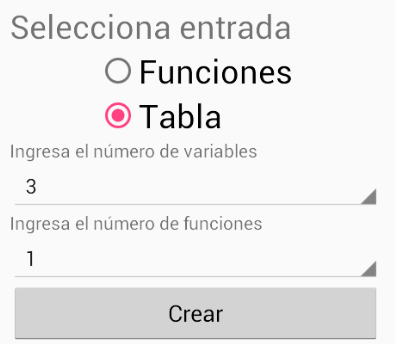 Selecciona entrada
Funciones
Tabla
Ingresa el número de variables
3
Ingresa el número de funciones
1
Crear